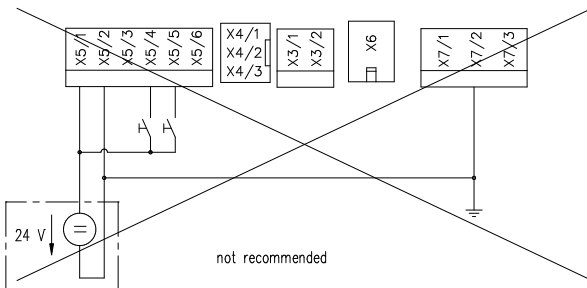 X5/1
X5/2
X5/3
X5/4
X5/5
X5/6
X4/1
X4/2
X4/3
X3/1
X3/2
X6
X7/1
X7/2
X7/3
24 V
not recommended